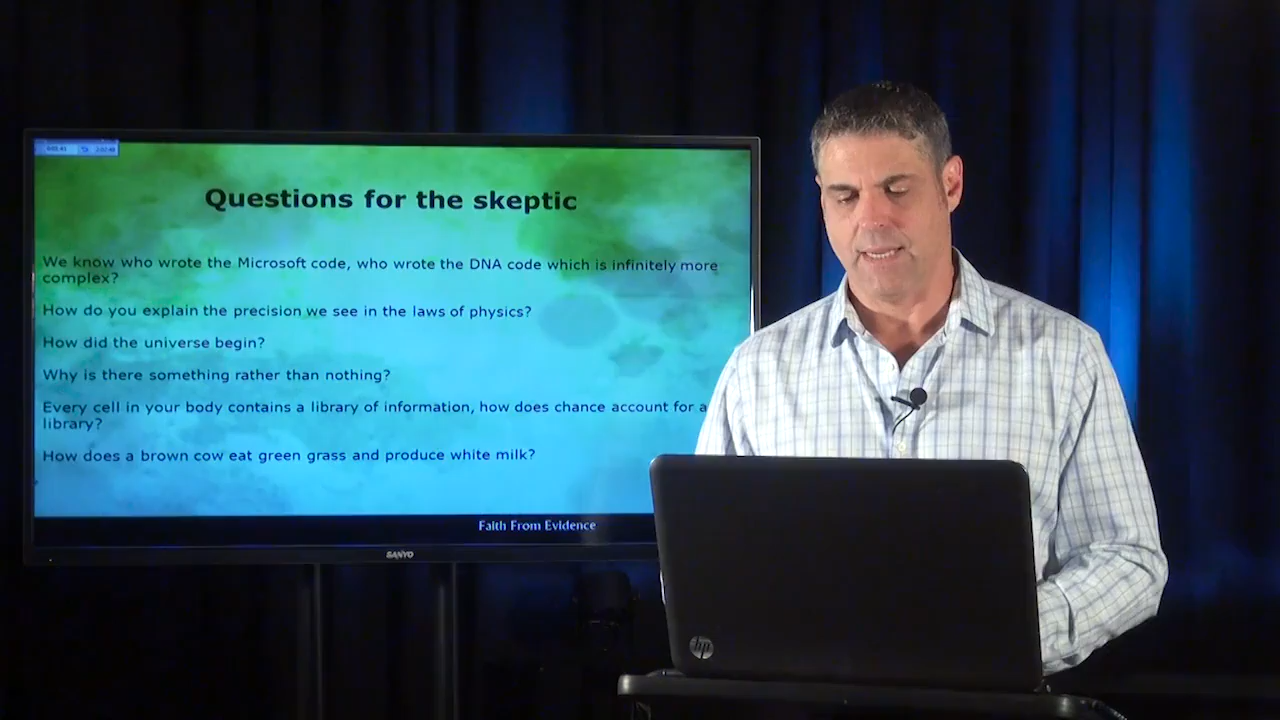 Questions for the skeptic
We know who wrote the Microsoft code, who wrote the DNA code which is infinitely more
complex?
How do you explain the precision we see in the laws of physics?
How did the universe begin?
Why is there something rather than nothing?
Every cell in your body contains a library of information, how does chance account for a
library?
How does a brown cow eat green grass and produce white milk?
Faith From Evidence
SANYO
hp